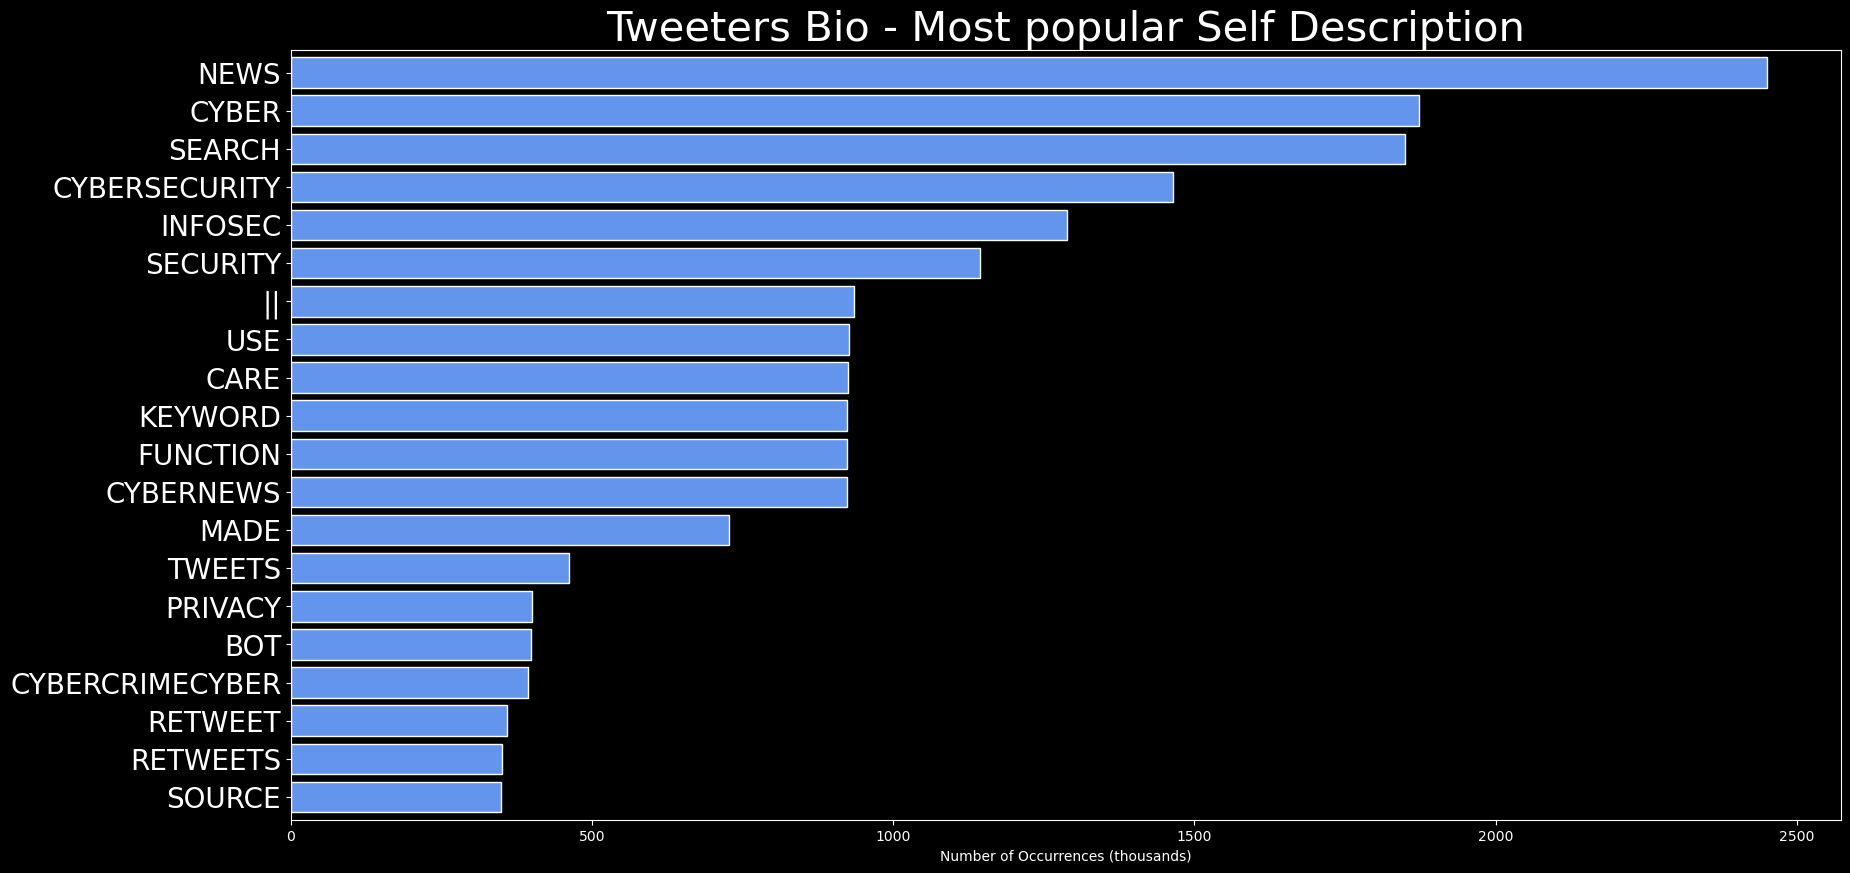 Tweeters Bio - Most popular Self Description
NEWS
CYBER
SEARCH
CYBERSECURITY
INFOSEC
SECURITY
||
USE
CARE
KEYWORD
FUNCTION
CYBERNEWS
MADE
TWEETS
PRIVACY
BOT
CYBERCRIMECYBER
RETWEET
RETWEETS
SOURCE
0 500 1000 1500 2000 2500
Number of Occurrences (thousands)